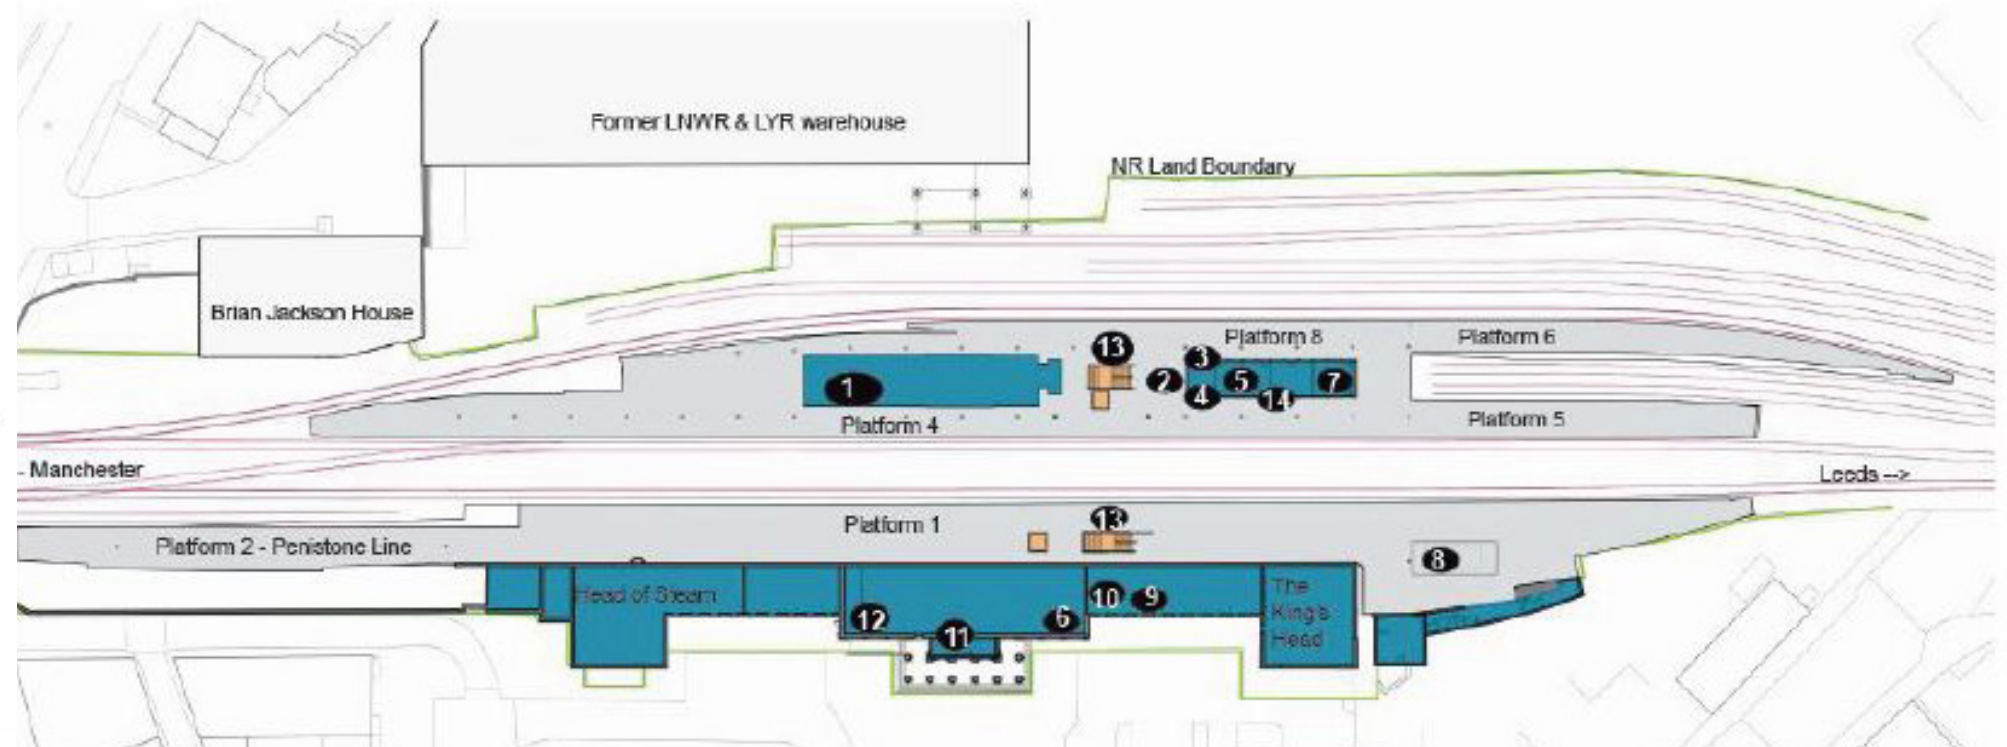 Former LNWR & LYR warehouse
NR Land Boundary
Brian Jackson House
13
Platform 8
Platform 6
3
1
2
5
7
4
14
Platform 4
Platform 5
- Manchester
Leeds -->
Platform 1
13
Platform 2 - Penistone Line
8
Head of Steam
10
9
The
King's
Head
12
11
6